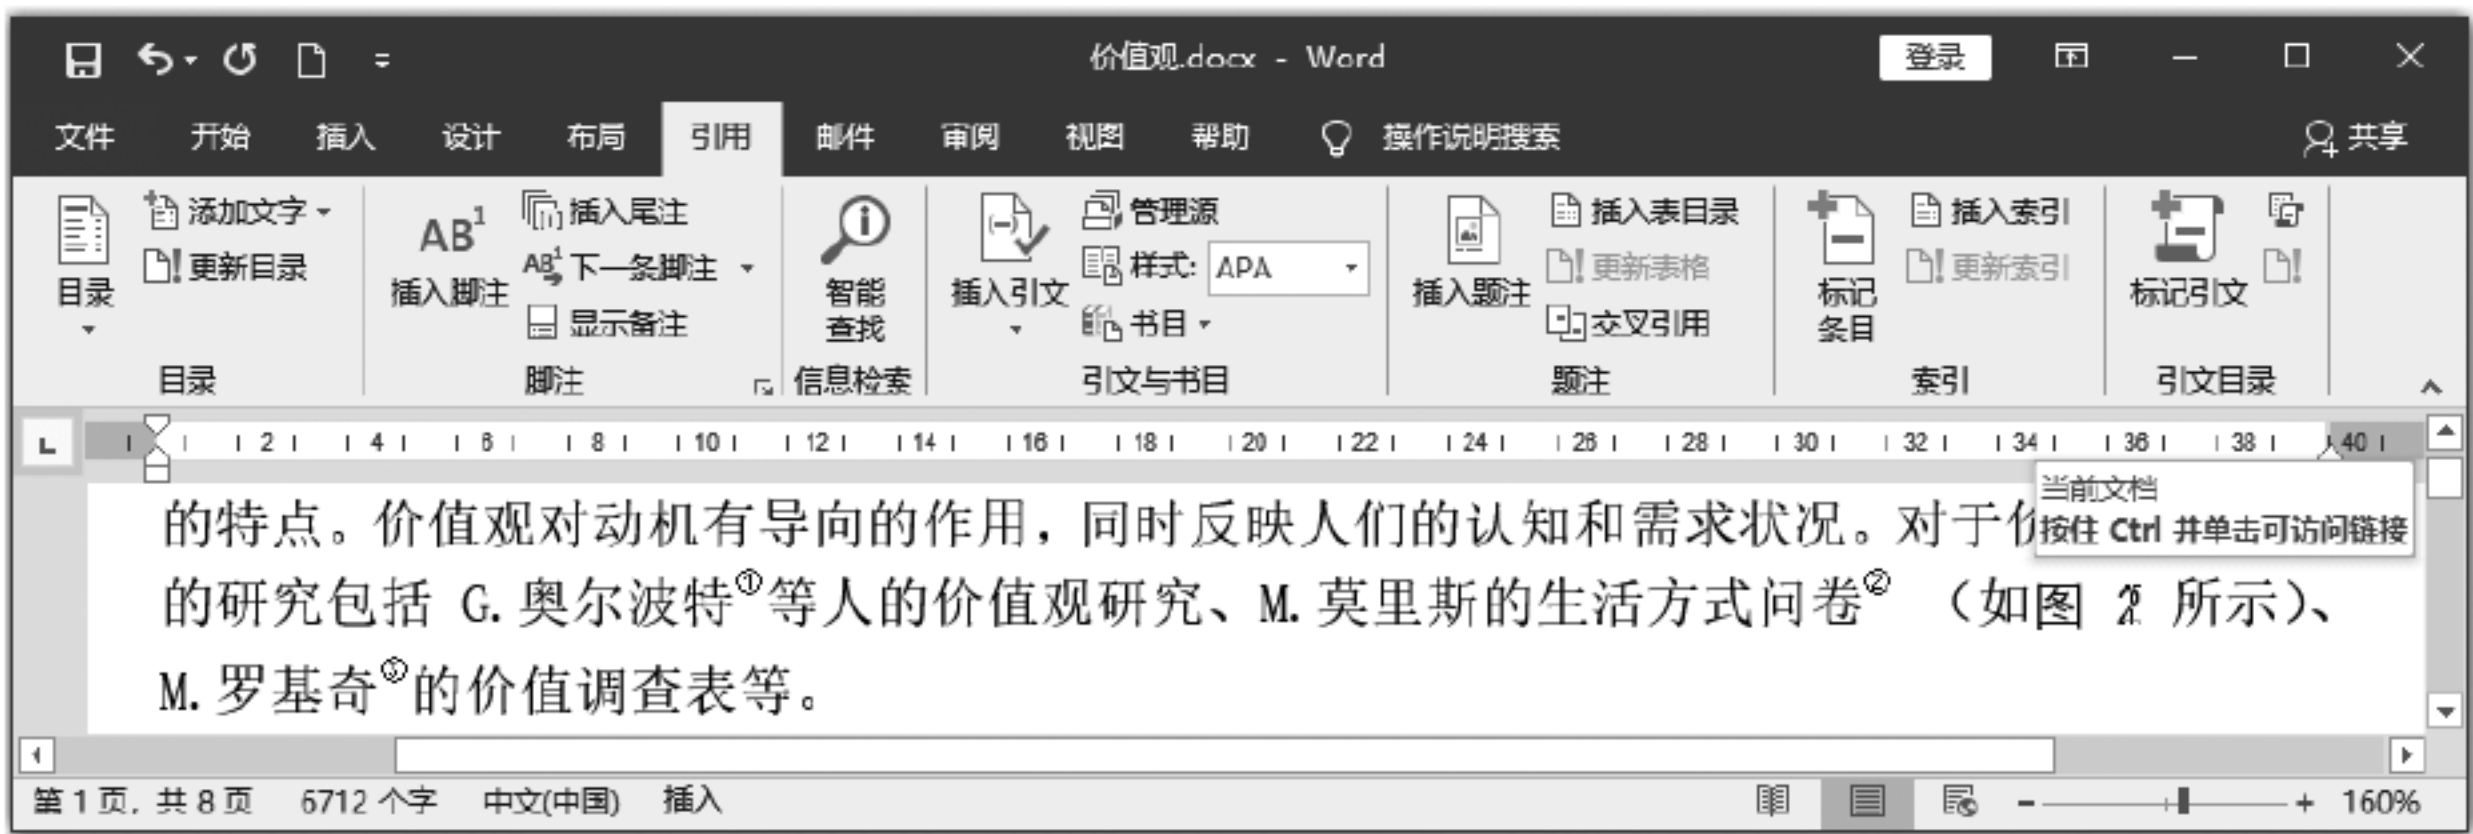 价值观.docx - Word 登录
文件 开始 插入 设计 布局 引用 邮件 审阅 视图 帮助 操作说明搜索 共享
目录
添加文字
更新目录
目录
AB1
插入脚注
插入尾注
AB1 下一条脚注
显示备注
脚注
智能
查找
信息检索
插入引文
管理源
样式: APA
书目
引文与书目
插入题注
插入表目录
更新表格
交叉引用
题注
标记
条目
插入索引
更新索引
索引
标记引文
引文目录
2 4 6 8 10 12 14 16 18 20 22 24 26 28 30 32 34 36 38 40
当前文档
按住 Ctrl 并单击可访问链接
的特点。价值观对动机有导向的作用，同时反映人们的认知和需求状况。对于
的研究包括 G.奥尔波特①等人的价值观研究、M.莫里斯的生活方式问卷② （如图 所示）、
M.罗基奇 的价值调查表等。
第 1 页，共 8 页 6712 个字 中文(中国) 插入 160%